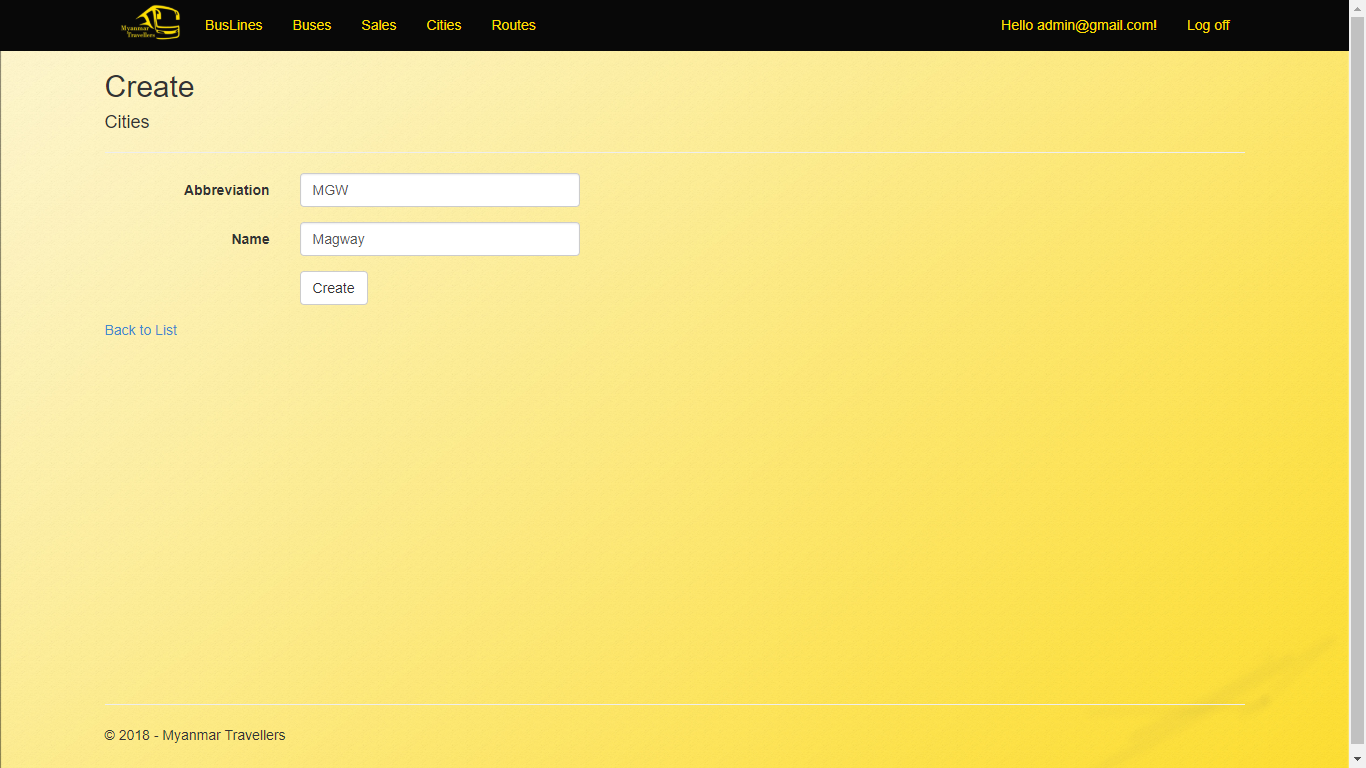 Myanmar
Travellers
BusLines Buses Sales Cities Routes Hello admin@gmail.com! Log off
Create
Cities
Abbreviation MGW
Name Magway
Create
Back to List
© 2018 - Myanmar Travellers